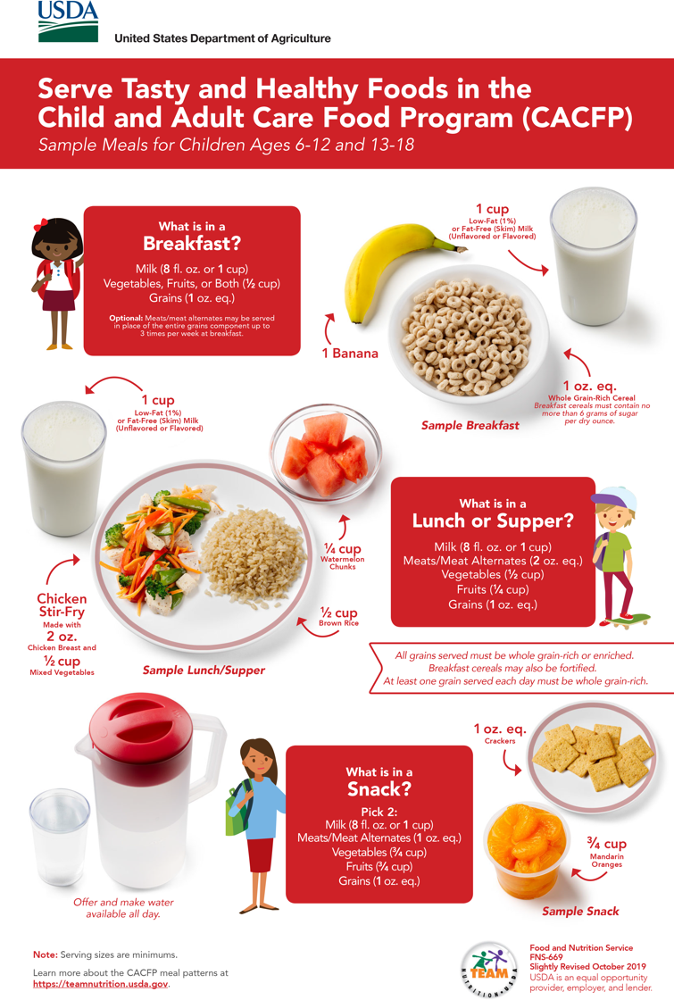 USDA
United States Department of Agriculture
Serve Tasty and Healthy Foods in the
Child and Adult Care Food Program (CACFP)
Sample Meals for Children Ages 6-12 and 13-18
What is in a
Breakfast?
Milk (8 fl. oz. or 1 cup)
Vegetables, Fruits, or Both (½ cup)
Grains (1 oz. eq.)
Optional: Meats/meat alternates may be served
in place of the entire grains component up to
3 times per week at breakfast.
1 cup
Low-Fat (1%)
or Fat-Free (Skim) Milk
(Unflavored or Flavored)
1 Banana
1 oz. eq.
Whole Grain-Rich Cereal
Breakfast cereals must contain no
more than 6 grams of sugar
per dry ounce.
Sample Breakfast
1 cup
Low-Fat (1%)
or Fat-Free (Skim) Milk
(Unflavored or Flavored)
¼ cup
Watermelon
Chunks
½ cup
Brown Rice
Chicken
Stir-Fry
Made with
2 oz.
Chicken Breast and
½ cup
Mixed Vegetables
Sample Lunch/Supper
What is in a
Lunch or Supper?
Milk (8 fl. oz. or 1 cup)
Meats/Meat Alternates (2 oz. eq.)
Vegetables (½ cup)
Fruits (¼ cup)
Grains (1 oz. eq.)
All grains served must be whole grain-rich or enriched.
Breakfast cereals may also be fortified.
At least one grain served each day must be whole grain-rich.
Offer and make water
available all day.
What is in a
Snack?
Pick 2:
Milk (8 fl. oz. or 1 cup)
Meats/Meat Alternates (1 oz. eq.)
Vegetables (¾ cup)
Fruits (¾ cup)
Grains (1 oz. eq.)
1 oz. eq.
Crackers
¾ cup
Mandarin
Oranges
Sample Snack
Note: Serving sizes are minimums.
Learn more about the CACFP meal patterns at
https://teamnutrition.usda.gov.
TEAM
NUTRITION USDA
Food and Nutrition Service
FNS-669
Slightly Revised October 2019
USDA is an equal opportunity
provider, employer, and lender.